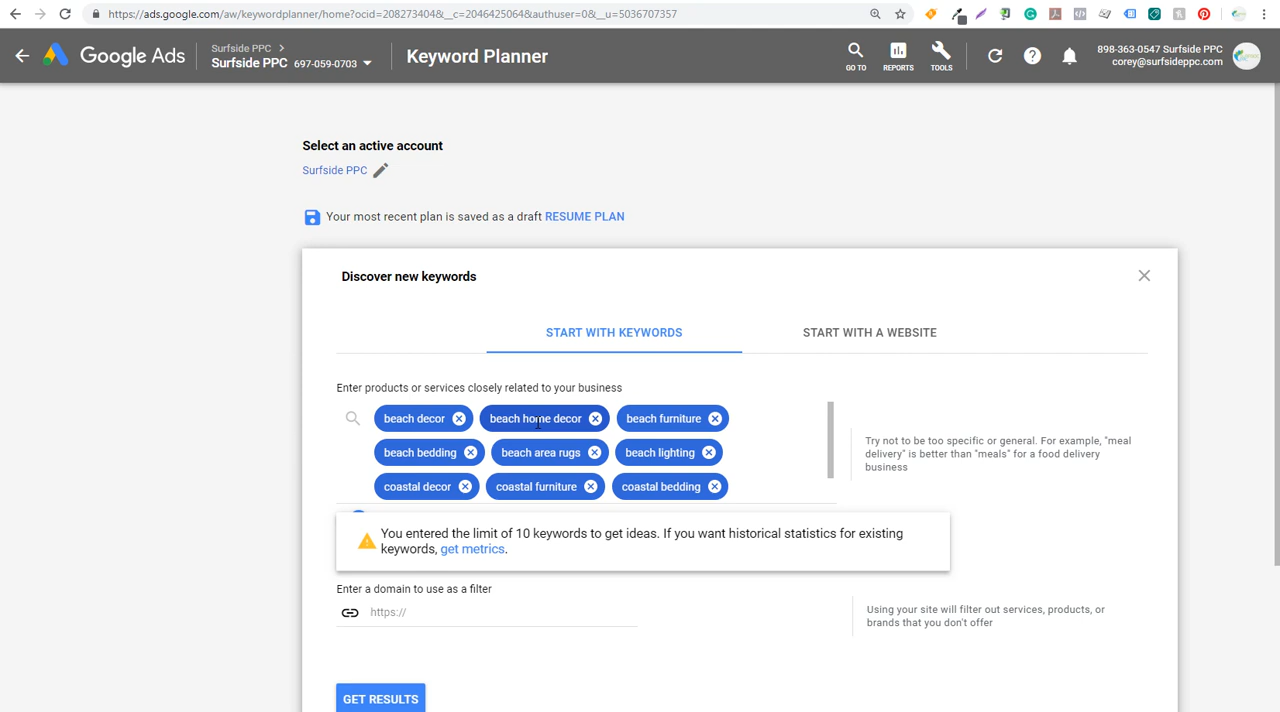 https://ads.google.com/aw/keywordplanner/home?ocid=208273404&__c=2046425064&authuser=0&__u=5036707357
Google Ads
Surfside PPC
Surfside PPC 697-059-0703
Keyword Planner
GO TO
REPORTS
TOOLS
898-363-0547 Surfside PPC
corey@surfsideppc.com
Select an active account
Surfside PPC
Your most recent plan is saved as a draft RESUME PLAN
Discover new keywords
START WITH KEYWORDS
START WITH A WEBSITE
Enter products or services closely related to your business
beach decor beach home decor beach furniture
beach bedding beach area rugs beach lighting
coastal decor coastal furniture coastal bedding
Try not to be too specific or general. For example, "meal
delivery" is better than "meals" for a food delivery
business
You entered the limit of 10 keywords to get ideas. If you want historical statistics for existing
keywords, get metrics.
Enter a domain to use as a filter
https://
Using your site will filter out services, products, or
brands that you don't offer
GET RESULTS